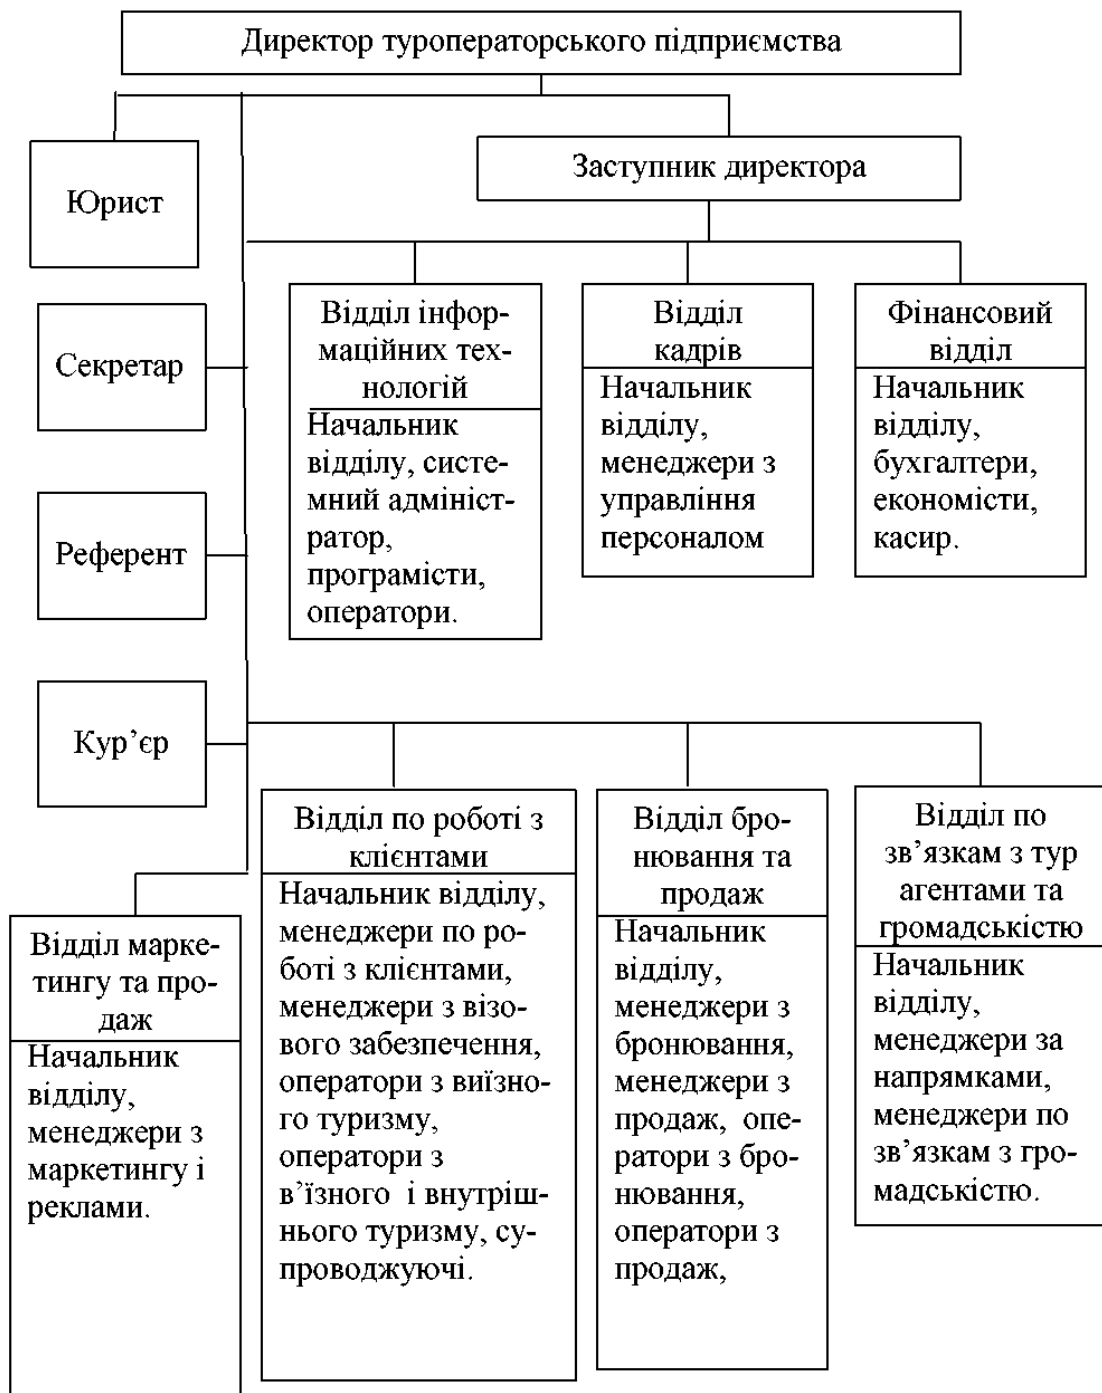 Директор туроператорського підприємства
Юрист
Заступник директора
Секретар
Референт
Кур’єр
Відділ інфор-
маційних тех-
нологій
Начальник
відділу, систе-
мний адмініст-
ратор,
програмісти,
оператори.
Відділ
кадрів
Начальник
відділу,
менеджери з
управління
персоналом
Фінансовий
відділ
Начальник
відділу,
бухгалтери,
економісти,
касир.
Відділ марке-
тингу та про-
даж
Начальник
відділу,
менеджери з
маркетингу і
реклами.
Відділ по роботі з
клієнтами
Начальник відділу,
менеджери по ро-
боті з клієнтами,
менеджери з візо-
вого забезпечення,
оператори з виїзно-
го туризму,
оператори з
в’їзного і внутріш-
нього туризму, су-
проводжуючі.
Відділ бро-
нювання та
продаж
Начальник
відділу,
менеджери з
бронювання,
менеджери з
продаж, опе-
ратори з бро-
нювання,
оператори з
продаж,
Відділ по
зв’язкам з тур
агентами та
громадськістю
Начальник
відділу,
менеджери за
напрямками,
менеджери по
зв’язкам з гро-
мадськістю.